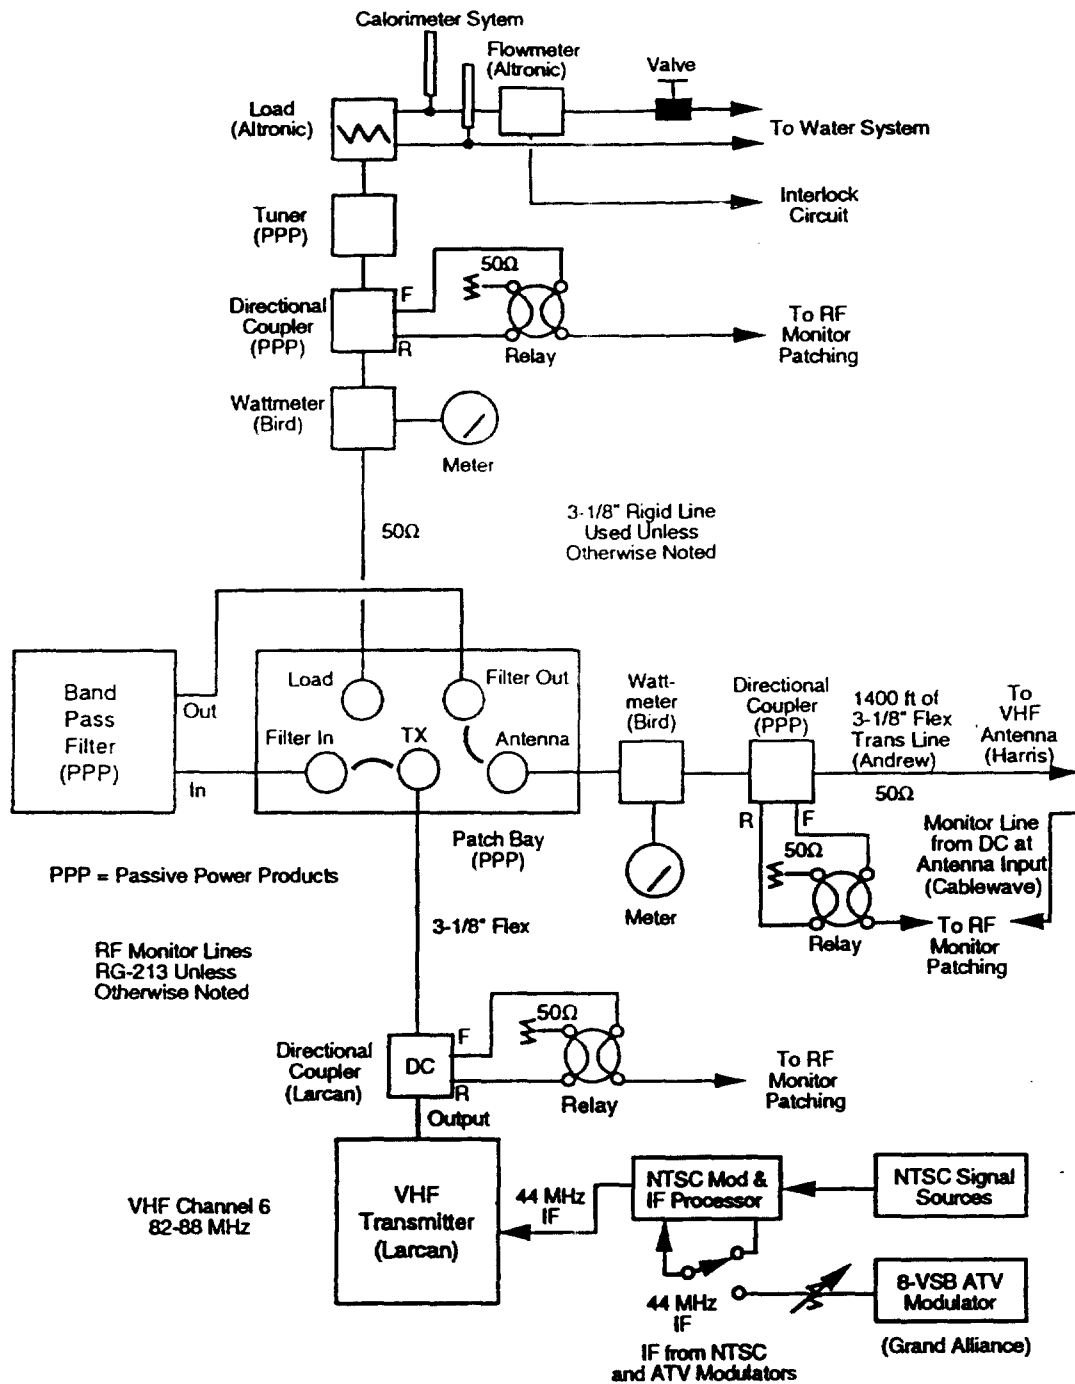 Calorimeter Sytem
Flowmeter
(Altronic)
Valve
Load
(Altronic)
To Water System
Interlock
Circuit
Tuner
(PPP)
F
50Ω
Directional
Coupler
(PPP)
R
Relay
To RF
Monitor
Patching
Wattmeter
(Bird)
Meter
50Ω
3-1/8" Rigid Line
Used Unless
Otherwise Noted
Band
Pass
Filter
(PPP)
Out
In
Load
Filter Out
Filter In
TX
Antenna
Patch Bay
(PPP)
Watt-
meter
(Bird)
Meter
Directional
Coupler
(PPP)
1400 ft of
3-1/8" Flex
Trans Line
(Andrew)
50Ω
To
VHF
Antenna
(Harris)
R
F
50Ω
Relay
Monitor Line
from DC at
Antenna Input
(Cablewave)
To RF
Monitor
Patching
PPP = Passive Power Products
RF Monitor Lines
RG-213 Unless
Otherwise Noted
3-1/8" Flex
Directional
Coupler
(Larcan)
DC
F
R
50Ω
Relay
To RF
Monitor
Patching
Output
VHF Channel 6
82-88 MHz
VHF
Transmitter
(Larcan)
44 MHz
IF
NTSC Mod &
IF Processor
NTSC Signal
Sources
44 MHz
IF
IF from NTSC
and ATV Modulators
8-VSB ATV
Modulator
(Grand Alliance)